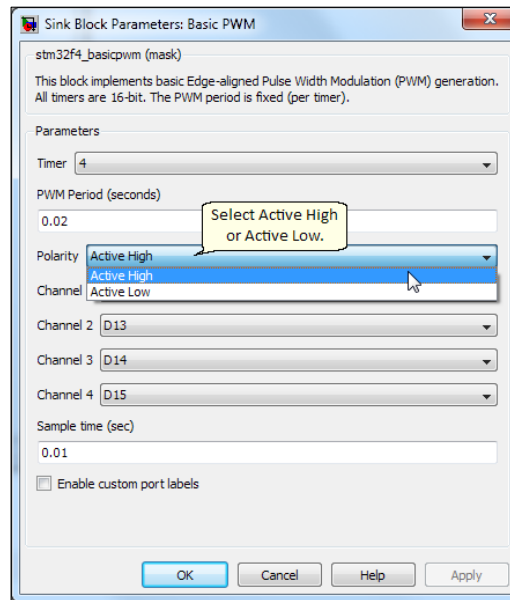 Sink Block Parameters: Basic PWM
stm32f4_basicpwm (mask)
This block implements basic Edge-aligned Pulse Width Modulation (PWM) generation.
All timers are 16-bit. The PWM period is fixed (per timer).
Parameters
Timer 4
PWM Period (seconds)
0.02
Select Active High
or Active Low.
Polarity Active High
Active High
Channel
Active Low
Channel 2 D13
Channel 3 D14
Channel 4 D15
Sample time (sec)
0.01
Enable custom port labels
OK Cancel Help Apply